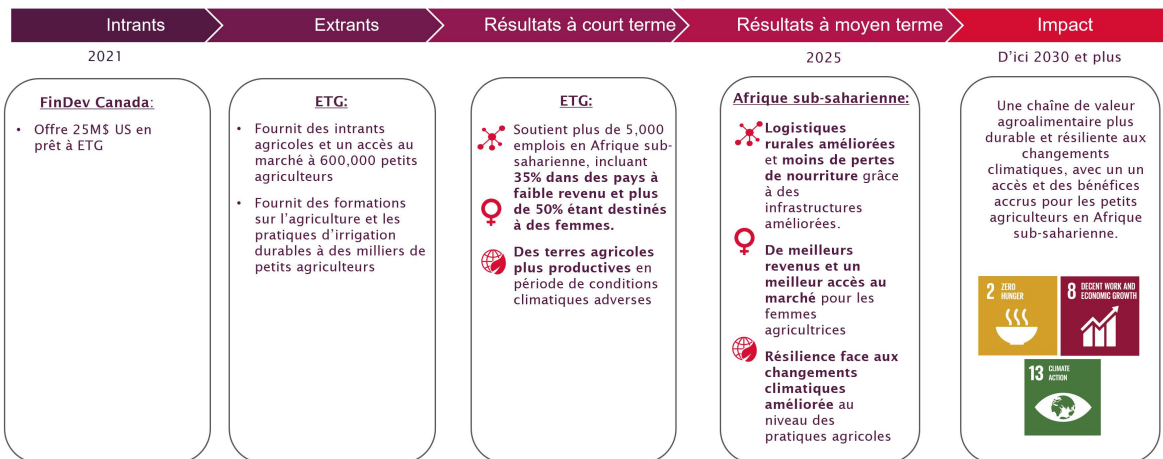 Intrants
Extrants
Résultats à court terme
Résultats à moyen terme
Impact
2021
2025
D'ici 2030 et plus
FinDev Canada:
• Offre 25M$ US en
prêt à ETG
ETG:
• Fournit des intrants
agricoles et un accès au
marché à 600,000 petits
agriculteurs
• Fournit des formations
sur l'agriculture et les
pratiques d'irrigation
durables à des milliers de
petits agriculteurs
ETG:
Soutient plus de 5,000
emplois en Afrique sub-
saharienne, incluant
35% dans des pays à
faible revenu et plus
de 50% étant destinés
à des femmes.
Des terres agricoles
plus productives en
période de conditions
climatiques adverses
Afrique sub-saharienne:
Logistiques
rurales améliorées
et moins de pertes
de nourriture grâce
à des
infrastructures
améliorées.
De meilleurs
revenus et un
meilleur accès au
marché pour les
femmes
agricultrices
Résilience face aux
changements
climatiques
améliorée au
niveau des
pratiques agricoles
Une chaîne de valeur
agroalimentaire plus
durable et résiliente aux
changements
climatiques, avec un un
accès et des bénéfices
accrus pour les petits
agriculteurs en Afrique
sub-saharienne.
2 ZERO
HUNGER
8 DECENT WORK AND
ECONOMIC GROWTH
13 CLIMATE
ACTION